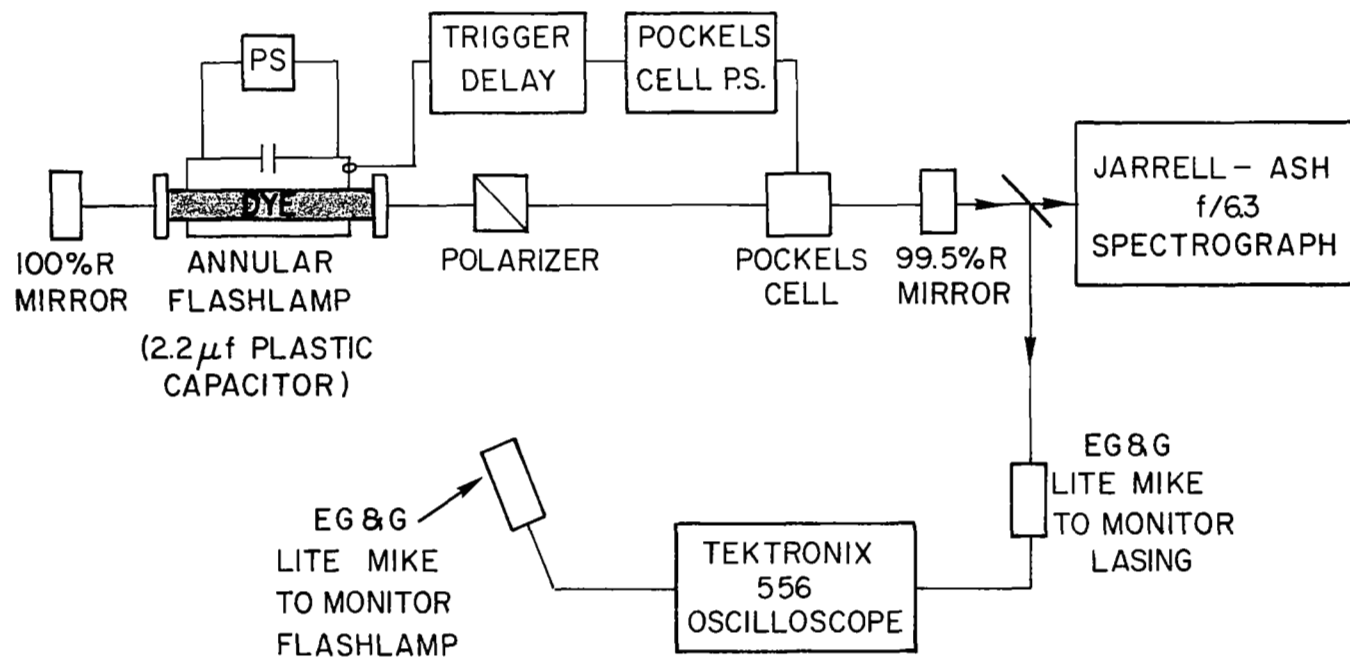 PS
TRIGGER
DELAY
POCKELS
CELL P.S.
DYE
100%R
MIRROR
ANNULAR
FLASHLAMP
(2.2µf PLASTIC
CAPACITOR)
POLARIZER
POCKELS
CELL
99.5%R
MIRROR
JARRELL - ASH
f/6.3
SPECTROGRAPH
EG&G
LITE MIKE
TO MONITOR
FLASHLAMP
TEKTRONIX
556
OSCILLOSCOPE
EG&G
LITE MIKE
TO MONITOR
LASING